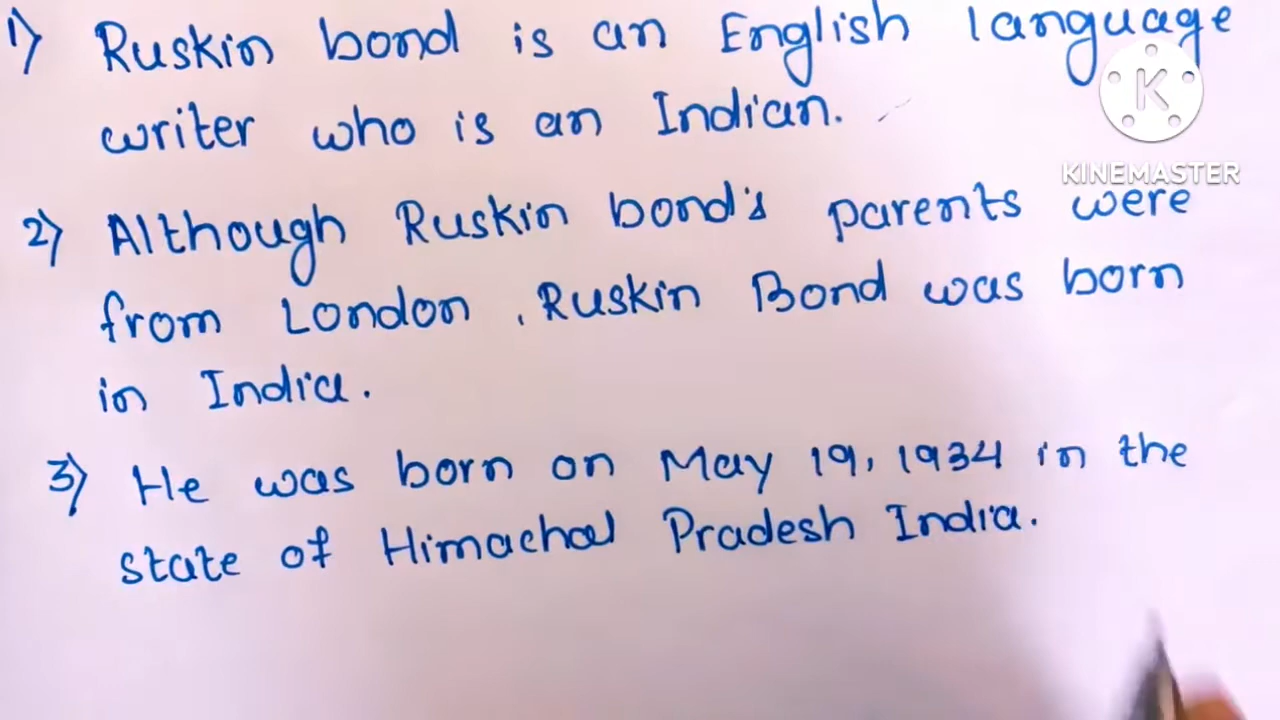 1) Ruskin bond is an English language
writer who is an Indian.
K
KINEMASTER
2) Although Ruskin bond's parents were
from London , Ruskin Bond was born
in India.
3) He was born on May 19, 1934 in the
state of Himachal Pradesh India.